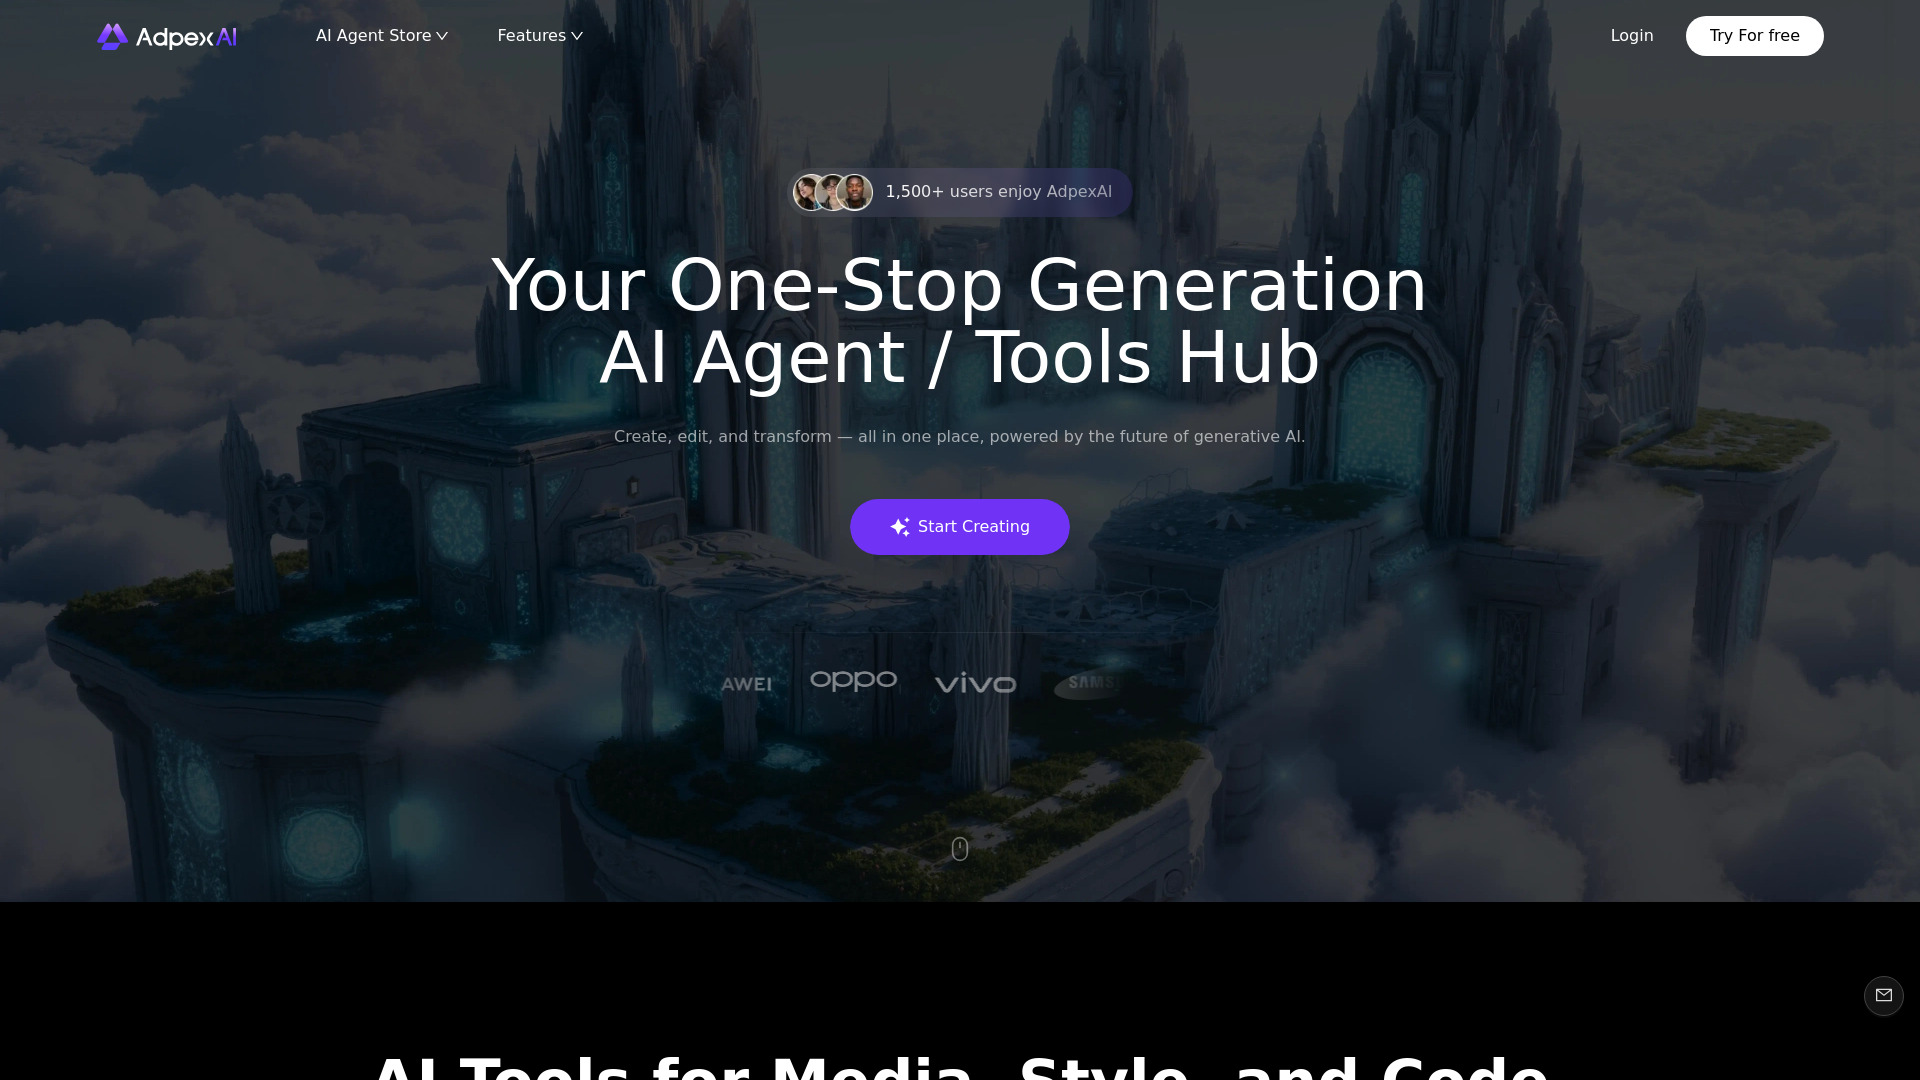 AdpexAI
AI Agent Store
Features
Login
Try For free
1,500+ users enjoy AdpexAI
Your One-Stop Generation
AI Agent / Tools Hub
Create, edit, and transform — all in one place, powered by the future of generative AI.
Start Creating
AWEI
oppo
vivo
SAMS
AI Tools for Media, Style, and Code